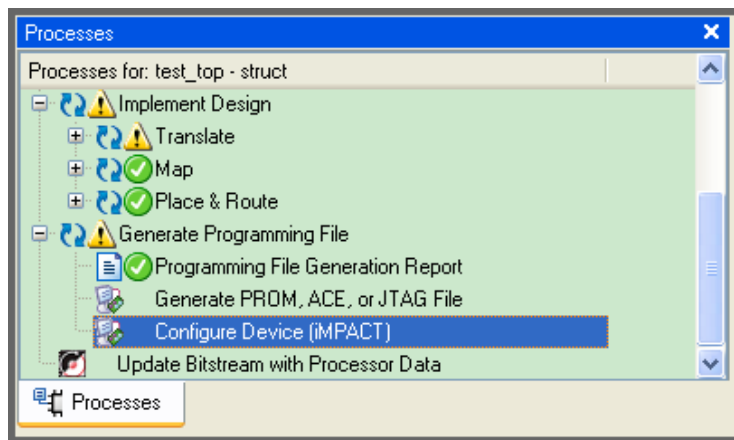 Processes
Processes for: test_top - struct
Implement Design
Translate
Map
Place & Route
Generate Programming File
Programming File Generation Report
Generate PROM, ACE, or JTAG File
Configure Device (iMPACT)
Update Bitstream with Processor Data
Processes